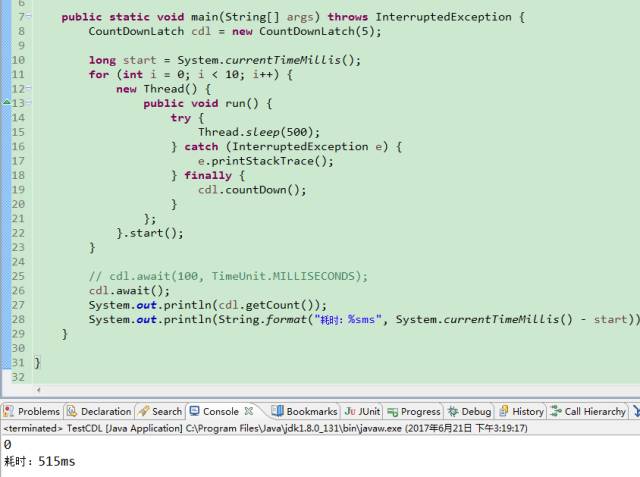 6
7 public static void main(String[] args) throws InterruptedException {
8 CountDownLatch cdl = new CountDownLatch(5);
9
10 long start = System.currentTimeMillis();
11 for (int i = 0; i < 10; i++) {
12 new Thread() {
13 public void run() {
14 try {
15 Thread.sleep(500);
16 } catch (InterruptedException e) {
17 e.printStackTrace();
18 } finally {
19 cdl.countDown();
20 }
21 };
22 }.start();
23 }
24
25 // cdl.await(100, TimeUnit.MILLISECONDS);
26 cdl.await();
27 System.out.println(cdl.getCount());
28 System.out.println(String.format("耗时：%sms", System.currentTimeMillis() - start))
29 }
30
31 }
32
Problems Declaration Search Console Bookmarks JUnit Progress Debug History Call Hierarchy
<terminated> TestCDL [Java Application] C:\Program Files\Java\jdk1.8.0_131\bin\javaw.exe (2017年6月21日 下午3:19:17)
0
耗时：515ms